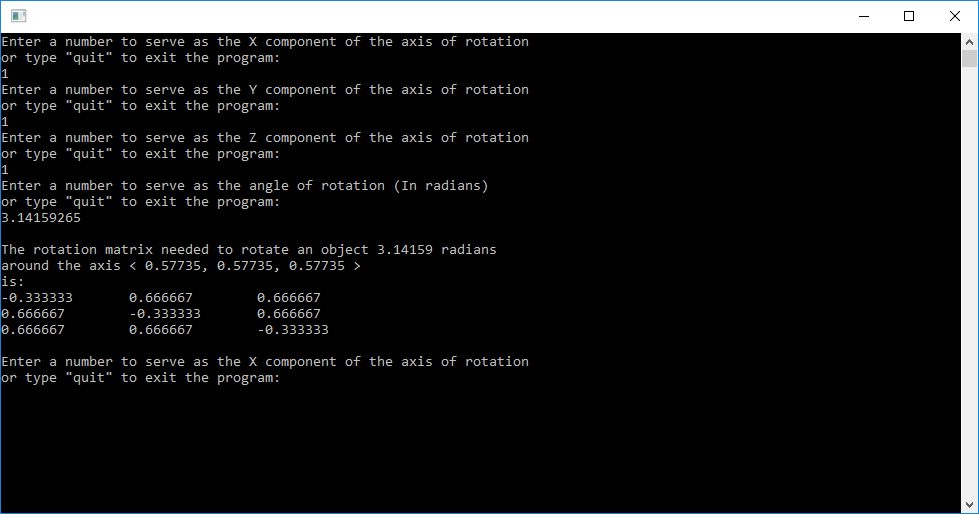 Enter a number to serve as the X component of the axis of rotation
or type "quit" to exit the program:
1
Enter a number to serve as the Y component of the axis of rotation
or type "quit" to exit the program:
1
Enter a number to serve as the Z component of the axis of rotation
or type "quit" to exit the program:
1
Enter a number to serve as the angle of rotation (In radians)
or type "quit" to exit the program:
3.14159265
The rotation matrix needed to rotate an object 3.14159 radians
around the axis < 0.57735, 0.57735, 0.57735 >
is:
-0.333333 0.666667 0.666667
0.666667 -0.333333 0.666667
0.666667 0.666667 -0.333333
Enter a number to serve as the X component of the axis of rotation
or type "quit" to exit the program: